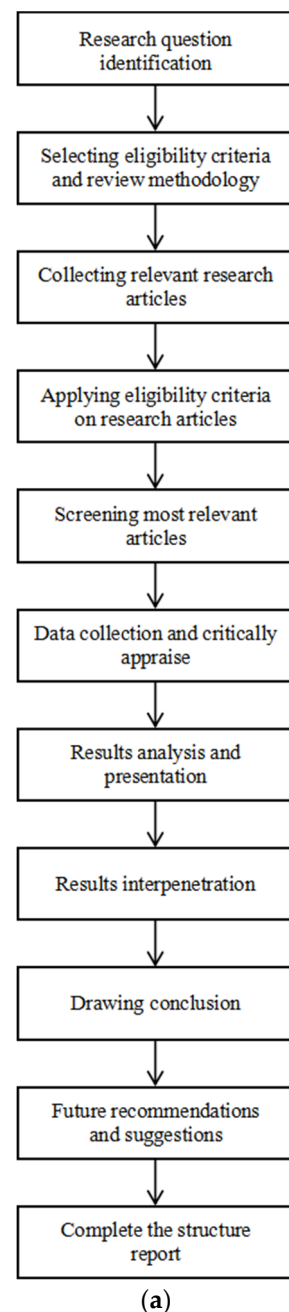 Research question
identification
Selecting eligibility criteria
and review methodology
Collecting relevant research
articles
Applying eligibility criteria
on research articles
Screening most relevant
articles
Data collection and critically
appraise
Results analysis and
presentation
Results interpenetration
Drawing conclusion
Future recommendations
and suggestions
Complete the structure
report
(a)